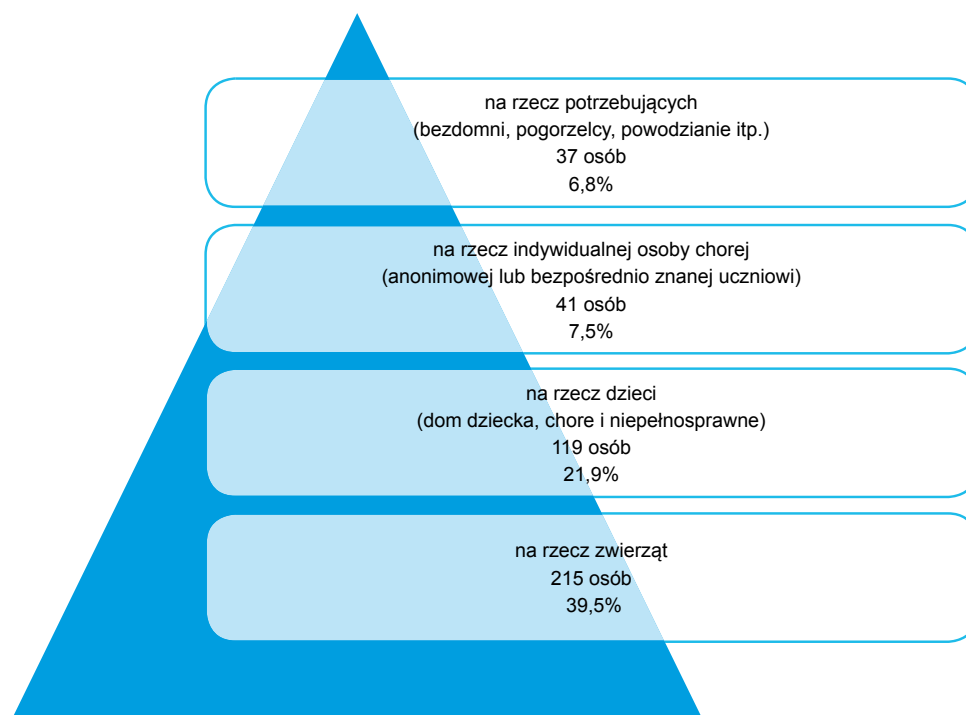 na rzecz potrzebujących
(bezdomni, pogorzelcy, powodzianie itp.)
37 osób
6,8%
na rzecz indywidualnej osoby chorej
(anonimowej lub bezpośrednio znanej uczniowi)
41 osób
7,5%
na rzecz dzieci
(dom dziecka, chore i niepełnosprawne)
119 osób
21,9%
na rzecz zwierząt
215 osób
39,5%